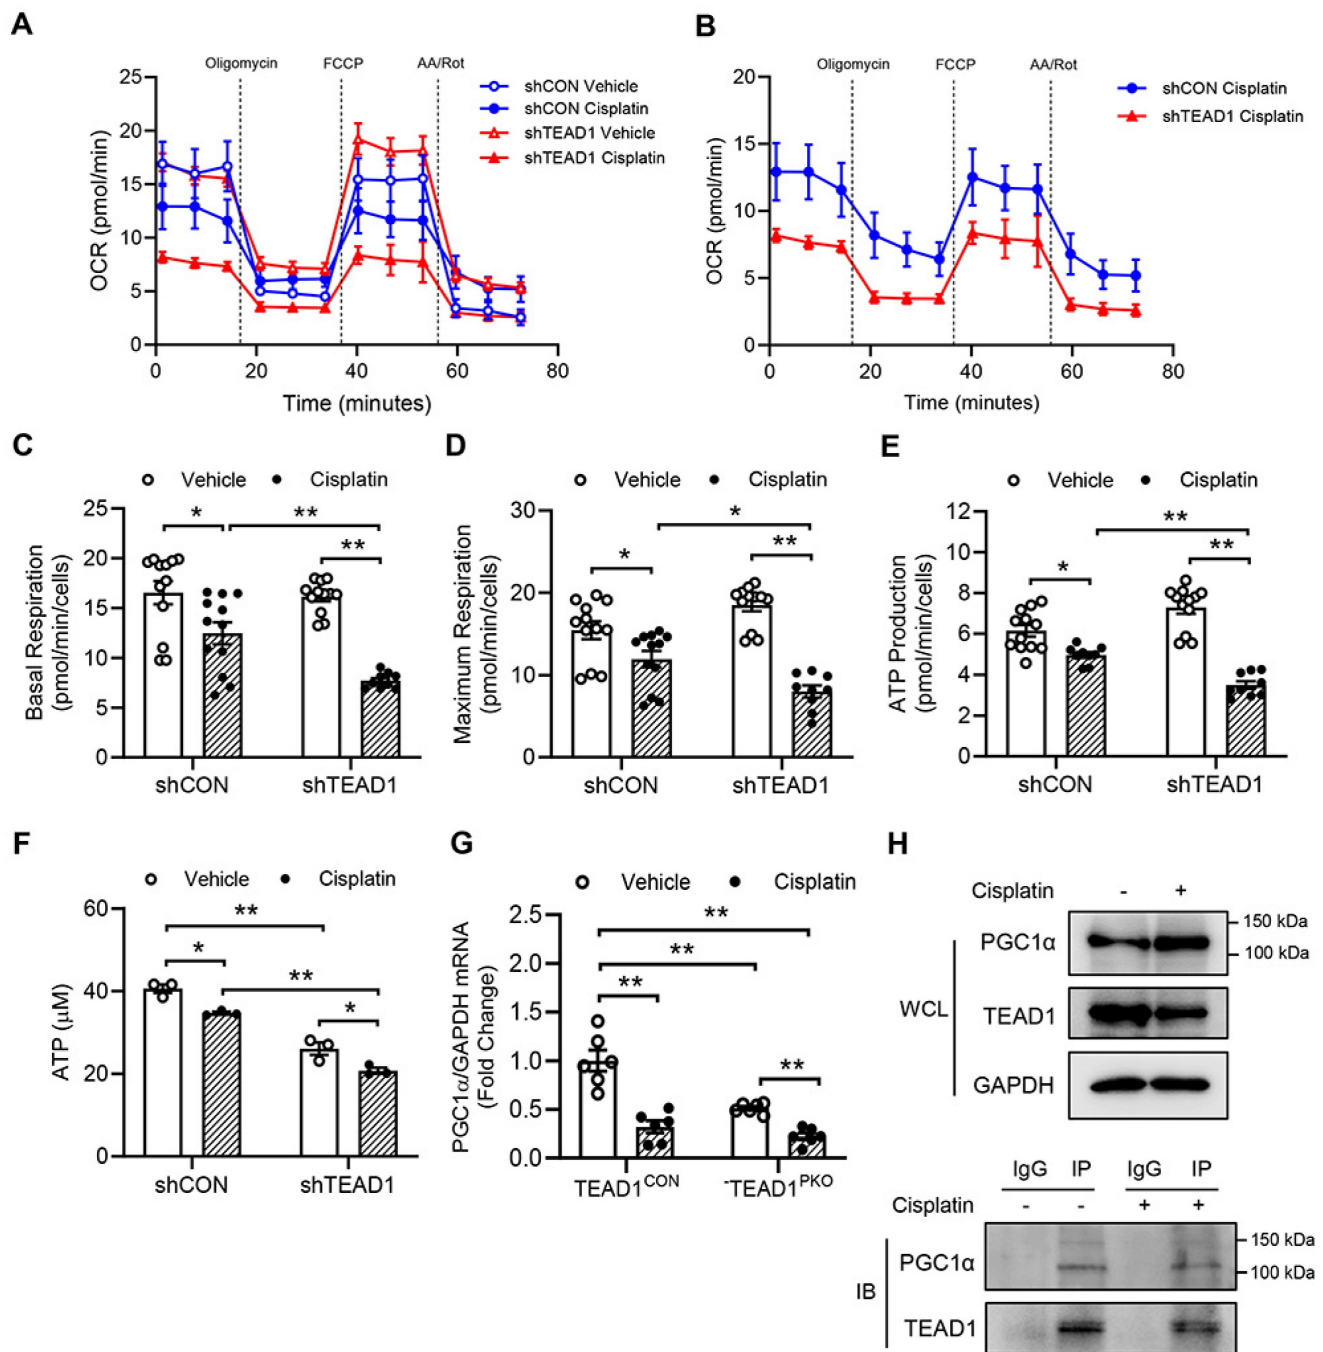 A
Oligomycin FCCP AA/Rot
shCON Vehicle
shCON Cisplatin
shTEAD1 Vehicle
shTEAD1 Cisplatin
OCR (pmol/min)
25
20
15
10
5
0
0 20 40 60 80
Time (minutes)
B
Oligomycin FCCP AA/Rot
shCON Cisplatin
shTEAD1 Cisplatin
OCR (pmol/min)
20
15
10
5
0
0 20 40 60 80
Time (minutes)
C
Vehicle Cisplatin
Basal Respiration
(pmol/min/cells)
25
20
15
10
5
0
* **
**
shCON shTEAD1
D
Vehicle Cisplatin
Maximum Respiration
(pmol/min/cells)
30
20
10
0
*
* **
shCON shTEAD1
E
Vehicle Cisplatin
ATP Production
(pmol/min/cells)
12
10
8
6
4
2
0
**
* **
shCON shTEAD1
F
Vehicle Cisplatin
ATP (μM)
60
40
20
0
**
*
**
*
shCON shTEAD1
G
Vehicle Cisplatin
PGC1α/GAPDH mRNA
(Fold Change)
2.5
2.0
1.5
1.0
0.5
0.0
**
**
**
**
TEAD1CON -TEAD1PKO
H
Cisplatin - +
PGC1α
150 kDa
100 kDa
WCL
TEAD1
GAPDH
IgG IP IgG IP
Cisplatin - - + +
PGC1α
150 kDa
100 kDa
IB
TEAD1